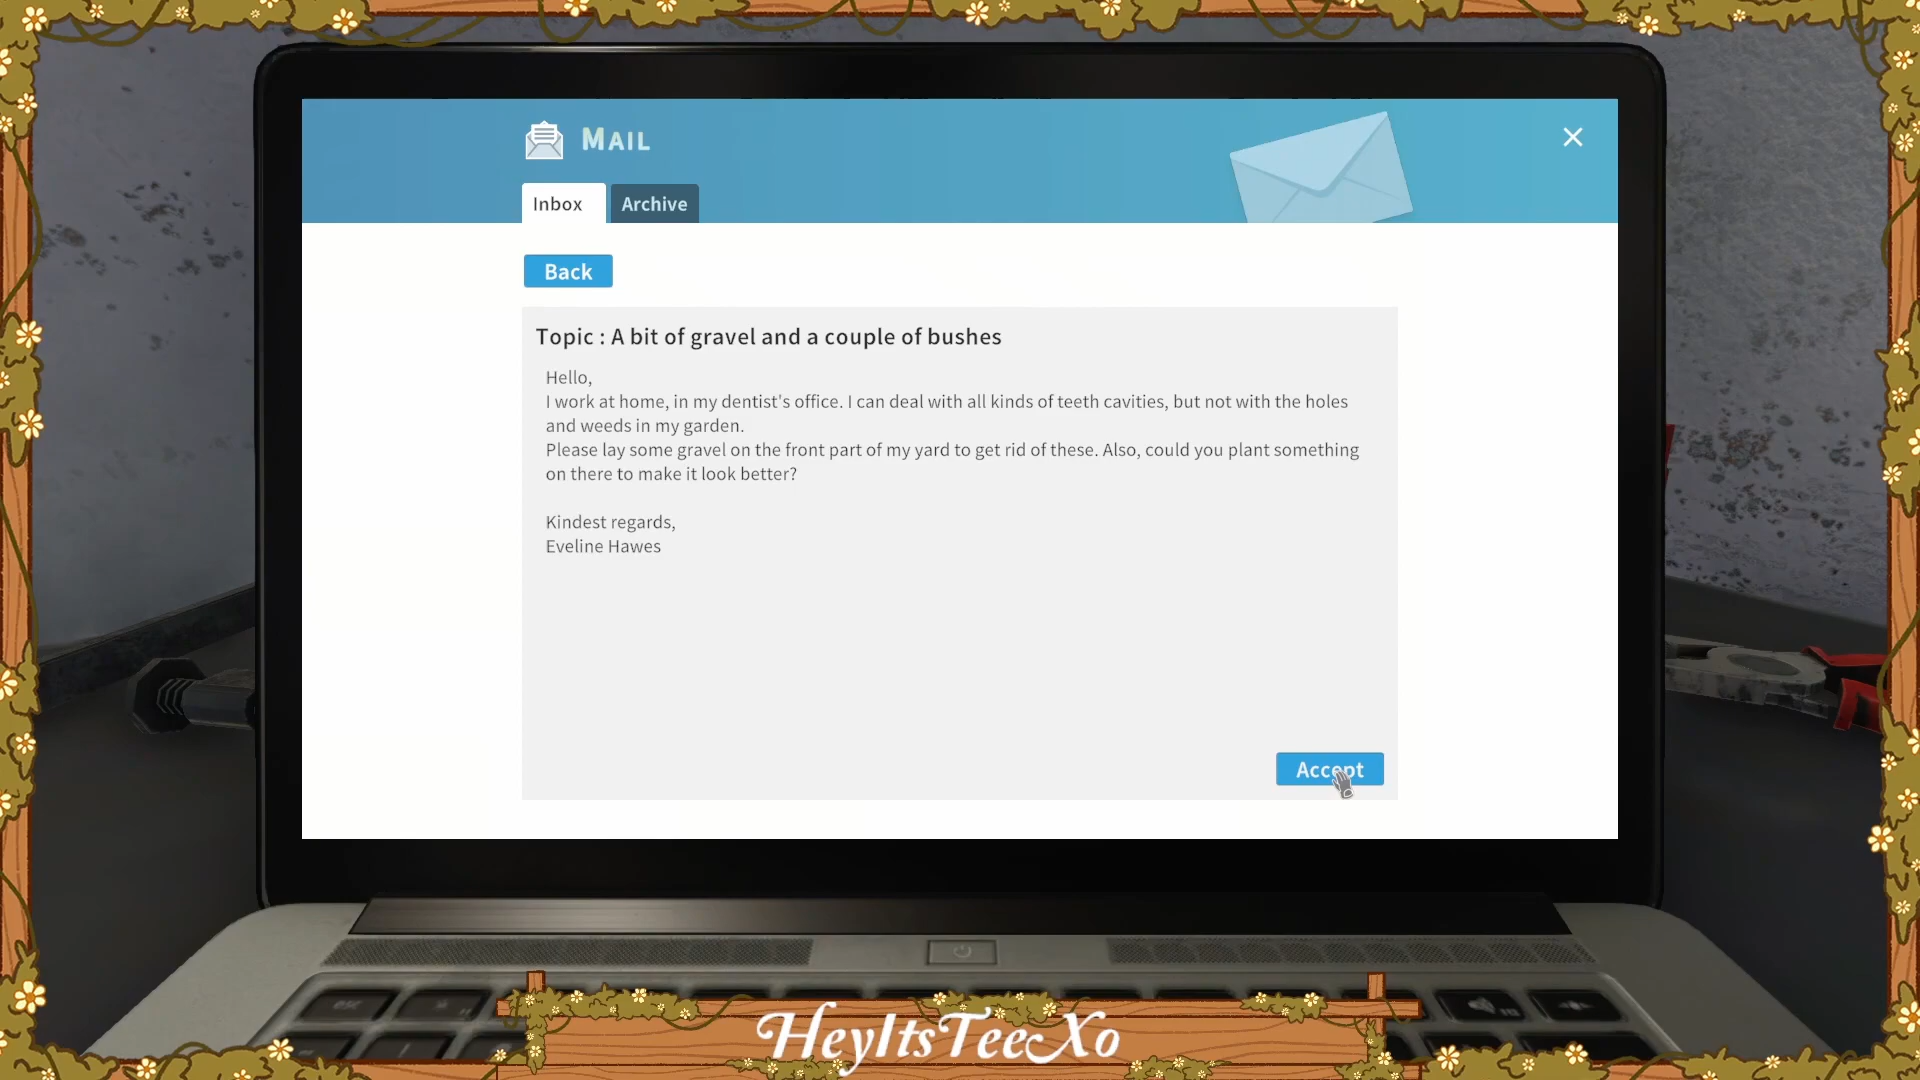 MAIL
Inbox
Archive
Back
Topic : A bit of gravel and a couple of bushes
Hello,
I work at home, in my dentist's office. I can deal with all kinds of teeth cavities, but not with the holes
and weeds in my garden.
Please lay some gravel on the front part of my yard to get rid of these. Also, could you plant something
on there to make it look better?
Kindest regards,
Eveline Hawes
Accept
esc
HeyItsTeeXo